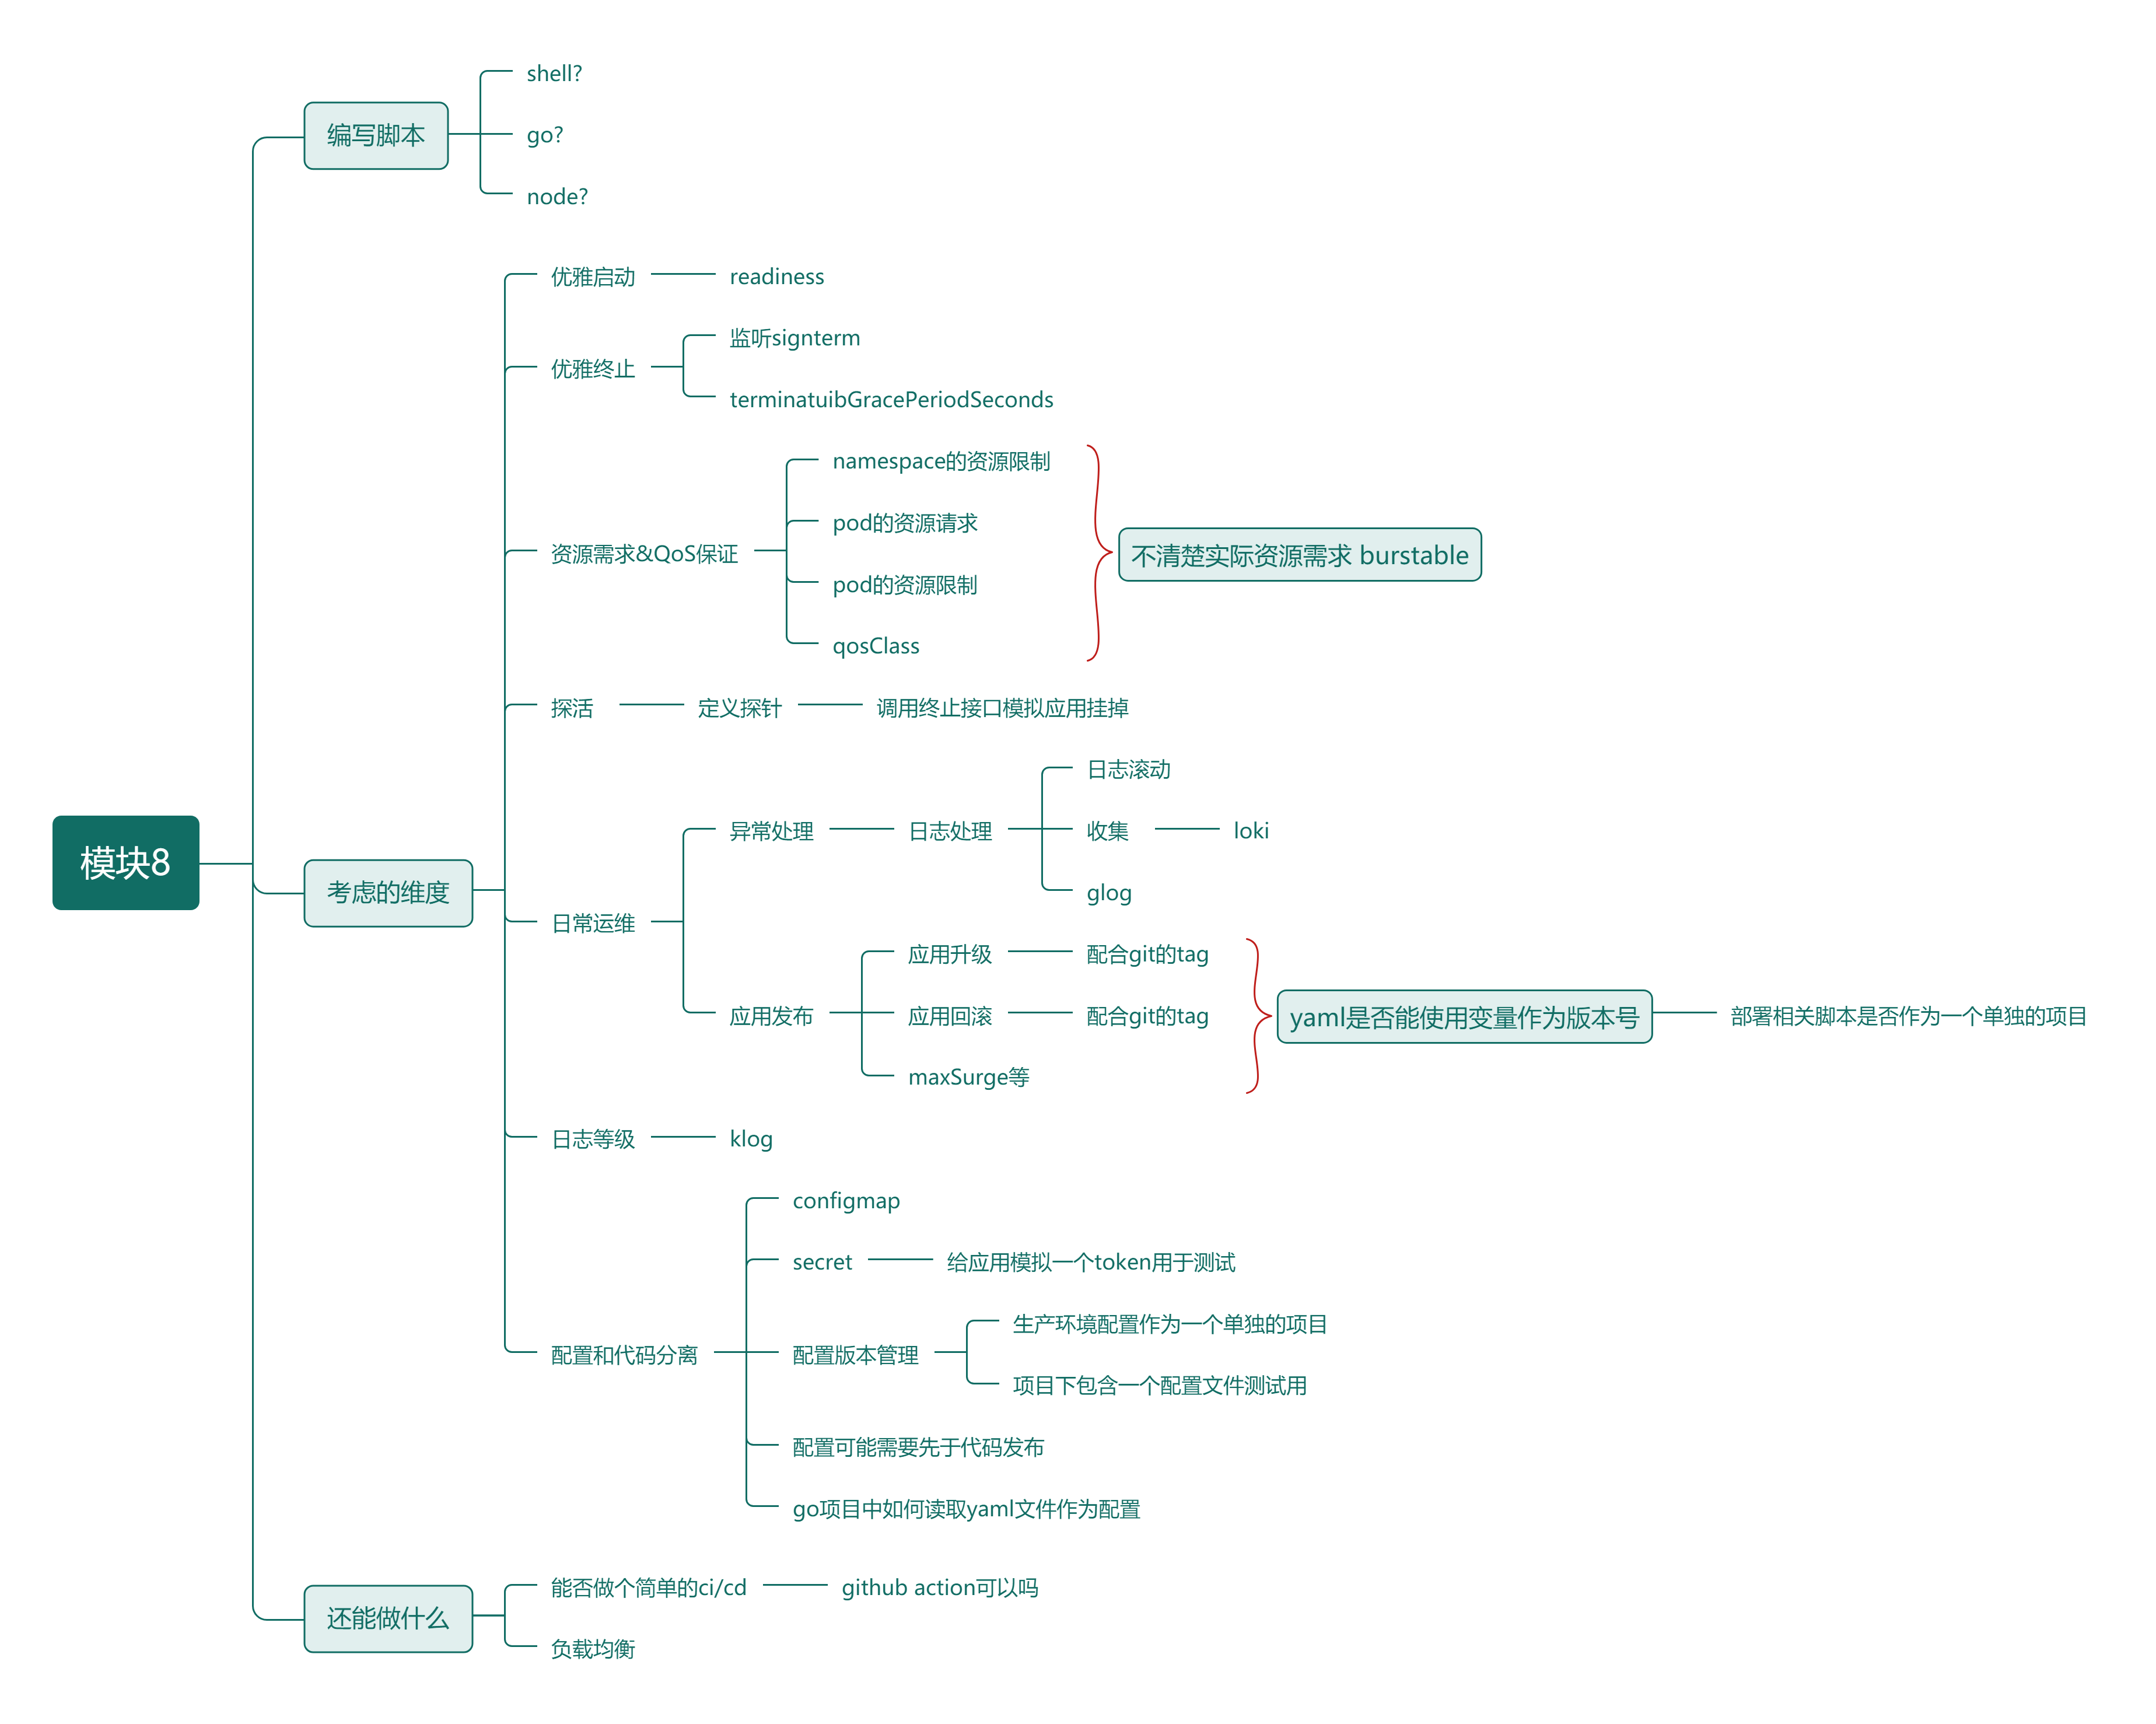 模块8
编写脚本
shell?
go?
node?
考虑的维度
优雅启动
readiness
优雅终止
监听signterm
terminatuibGracePeriodSeconds
资源需求&QoS保证
namespace的资源限制
pod的资源请求
pod的资源限制
qosClass
不清楚实际资源需求 burstable
探活
定义探针
调用终止接口模拟应用挂掉
日常运维
异常处理
日志处理
日志滚动
收集
loki
glog
应用发布
应用升级
配合git的tag
应用回滚
配合git的tag
maxSurge等
yaml是否能使用变量作为版本号
部署相关脚本是否作为一个单独的项目
日志等级
klog
配置和代码分离
configmap
secret
给应用模拟一个token用于测试
配置版本管理
生产环境配置作为一个单独的项目
项目下包含一个配置文件测试用
配置可能需要先于代码发布
go项目中如何读取yaml文件作为配置
还能做什么
能否做个简单的ci/cd
github action可以吗
负载均衡